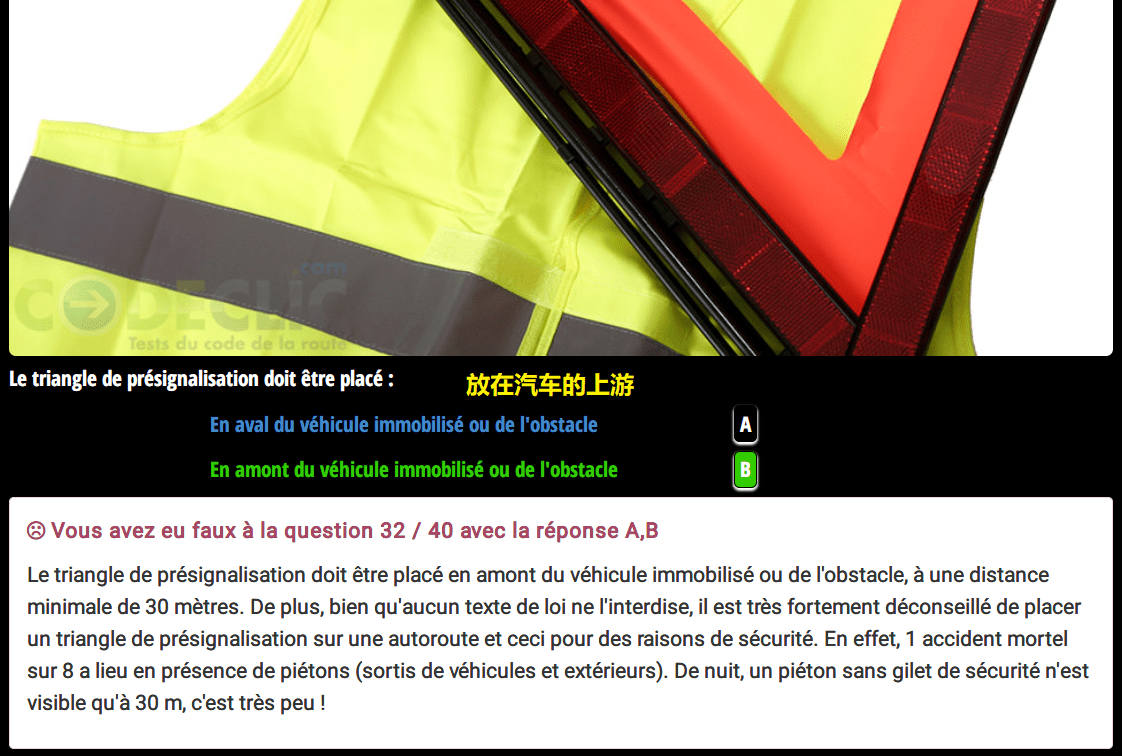 .com
CODECLIC
Tests du code de la route
Le triangle de présignalisation doit être placé : 放在汽车的上游
En aval du véhicule immobilisé ou de l'obstacle A
En amont du véhicule immobilisé ou de l'obstacle B
Vous avez eu faux à la question 32 / 40 avec la réponse A,B
Le triangle de présignalisation doit être placé en amont du véhicule immobilisé ou de l'obstacle, à une distance
minimale de 30 mètres. De plus, bien qu'aucun texte de loi ne l'interdise, il est très fortement déconseillé de placer
un triangle de présignalisation sur une autoroute et ceci pour des raisons de sécurité. En effet, 1 accident mortel
sur 8 a lieu en présence de piétons (sortis de véhicules et extérieurs). De nuit, un piéton sans gilet de sécurité n'est
visible qu'à 30 m, c'est très peu !